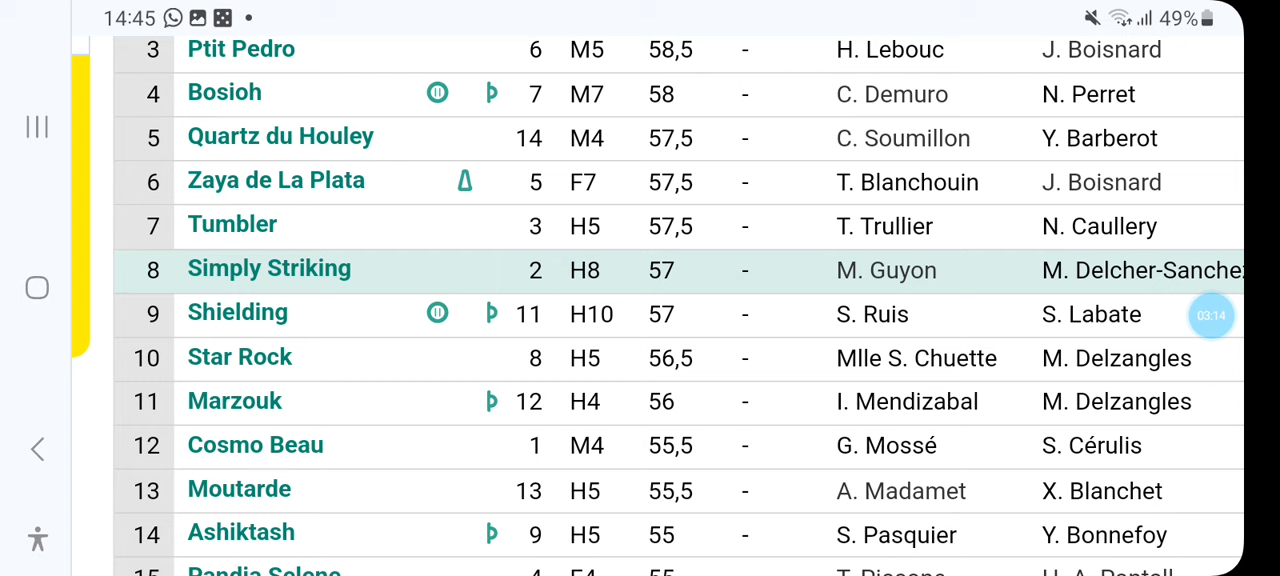 14:45 49%
3 Ptit Pedro 6 M5 58,5 - H. Lebouc J. Boisnard
4 Bosioh 7 M7 58 - C. Demuro N. Perret
5 Quartz du Houley 14 M4 57,5 - C. Soumillon Y. Barberot
6 Zaya de La Plata 5 F7 57,5 - T. Blanchouin J. Boisnard
7 Tumbler 3 H5 57,5 - T. Trullier N. Caullery
8 Simply Striking 2 H8 57 - M. Guyon M. Delcher-Sanchez
9 Shielding 11 H10 57 - S. Ruis S. Labate 03:14
10 Star Rock 8 H5 56,5 - Mlle S. Chuette M. Delzangles
11 Marzouk 12 H4 56 - I. Mendizabal M. Delzangles
12 Cosmo Beau 1 M4 55,5 - G. Mossé S. Cérulis
13 Moutarde 13 H5 55,5 - A. Madamet X. Blanchet
14 Ashiktash 9 H5 55 - S. Pasquier Y. Bonnefoy